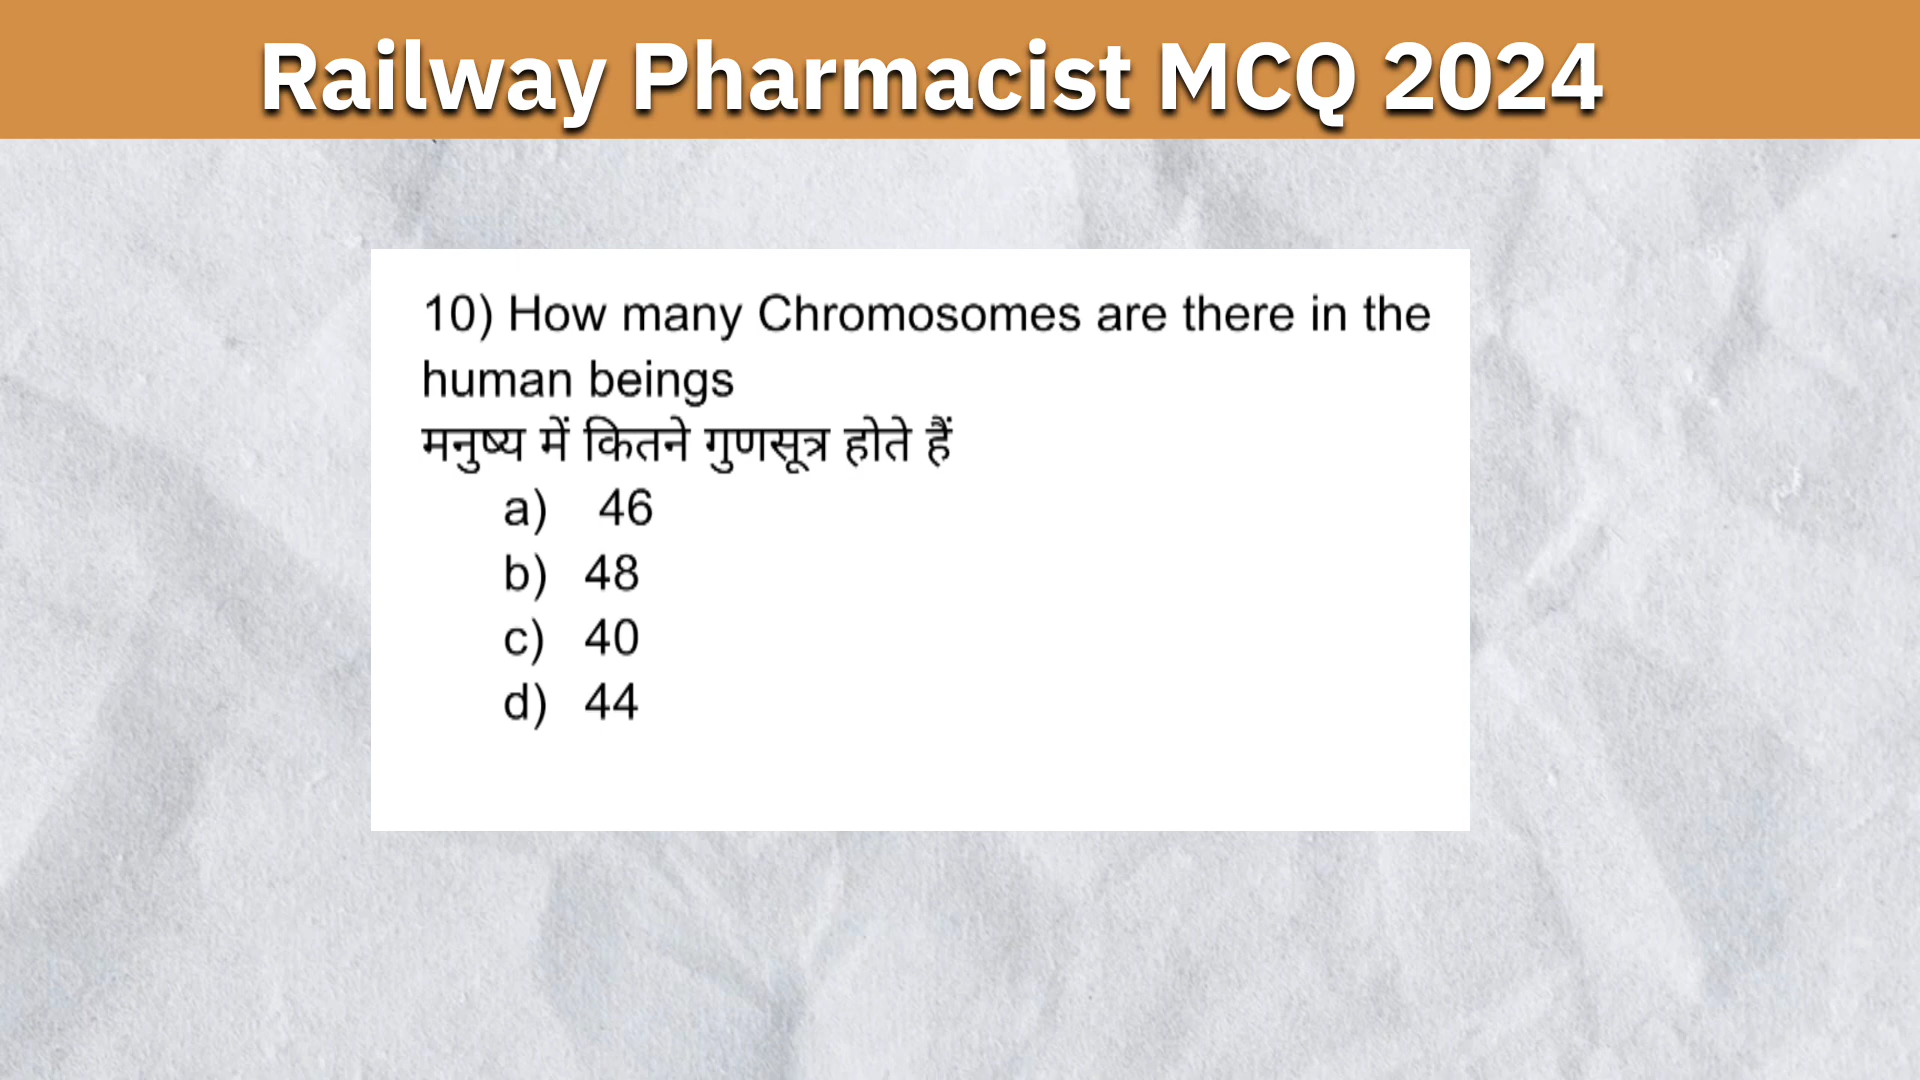 Railway Pharmacist MCQ 2024
10) How many Chromosomes are there in the
human beings
मनुष्य में कितने गुणसूत्र होते हैं
a) 46
b) 48
c) 40
d) 44